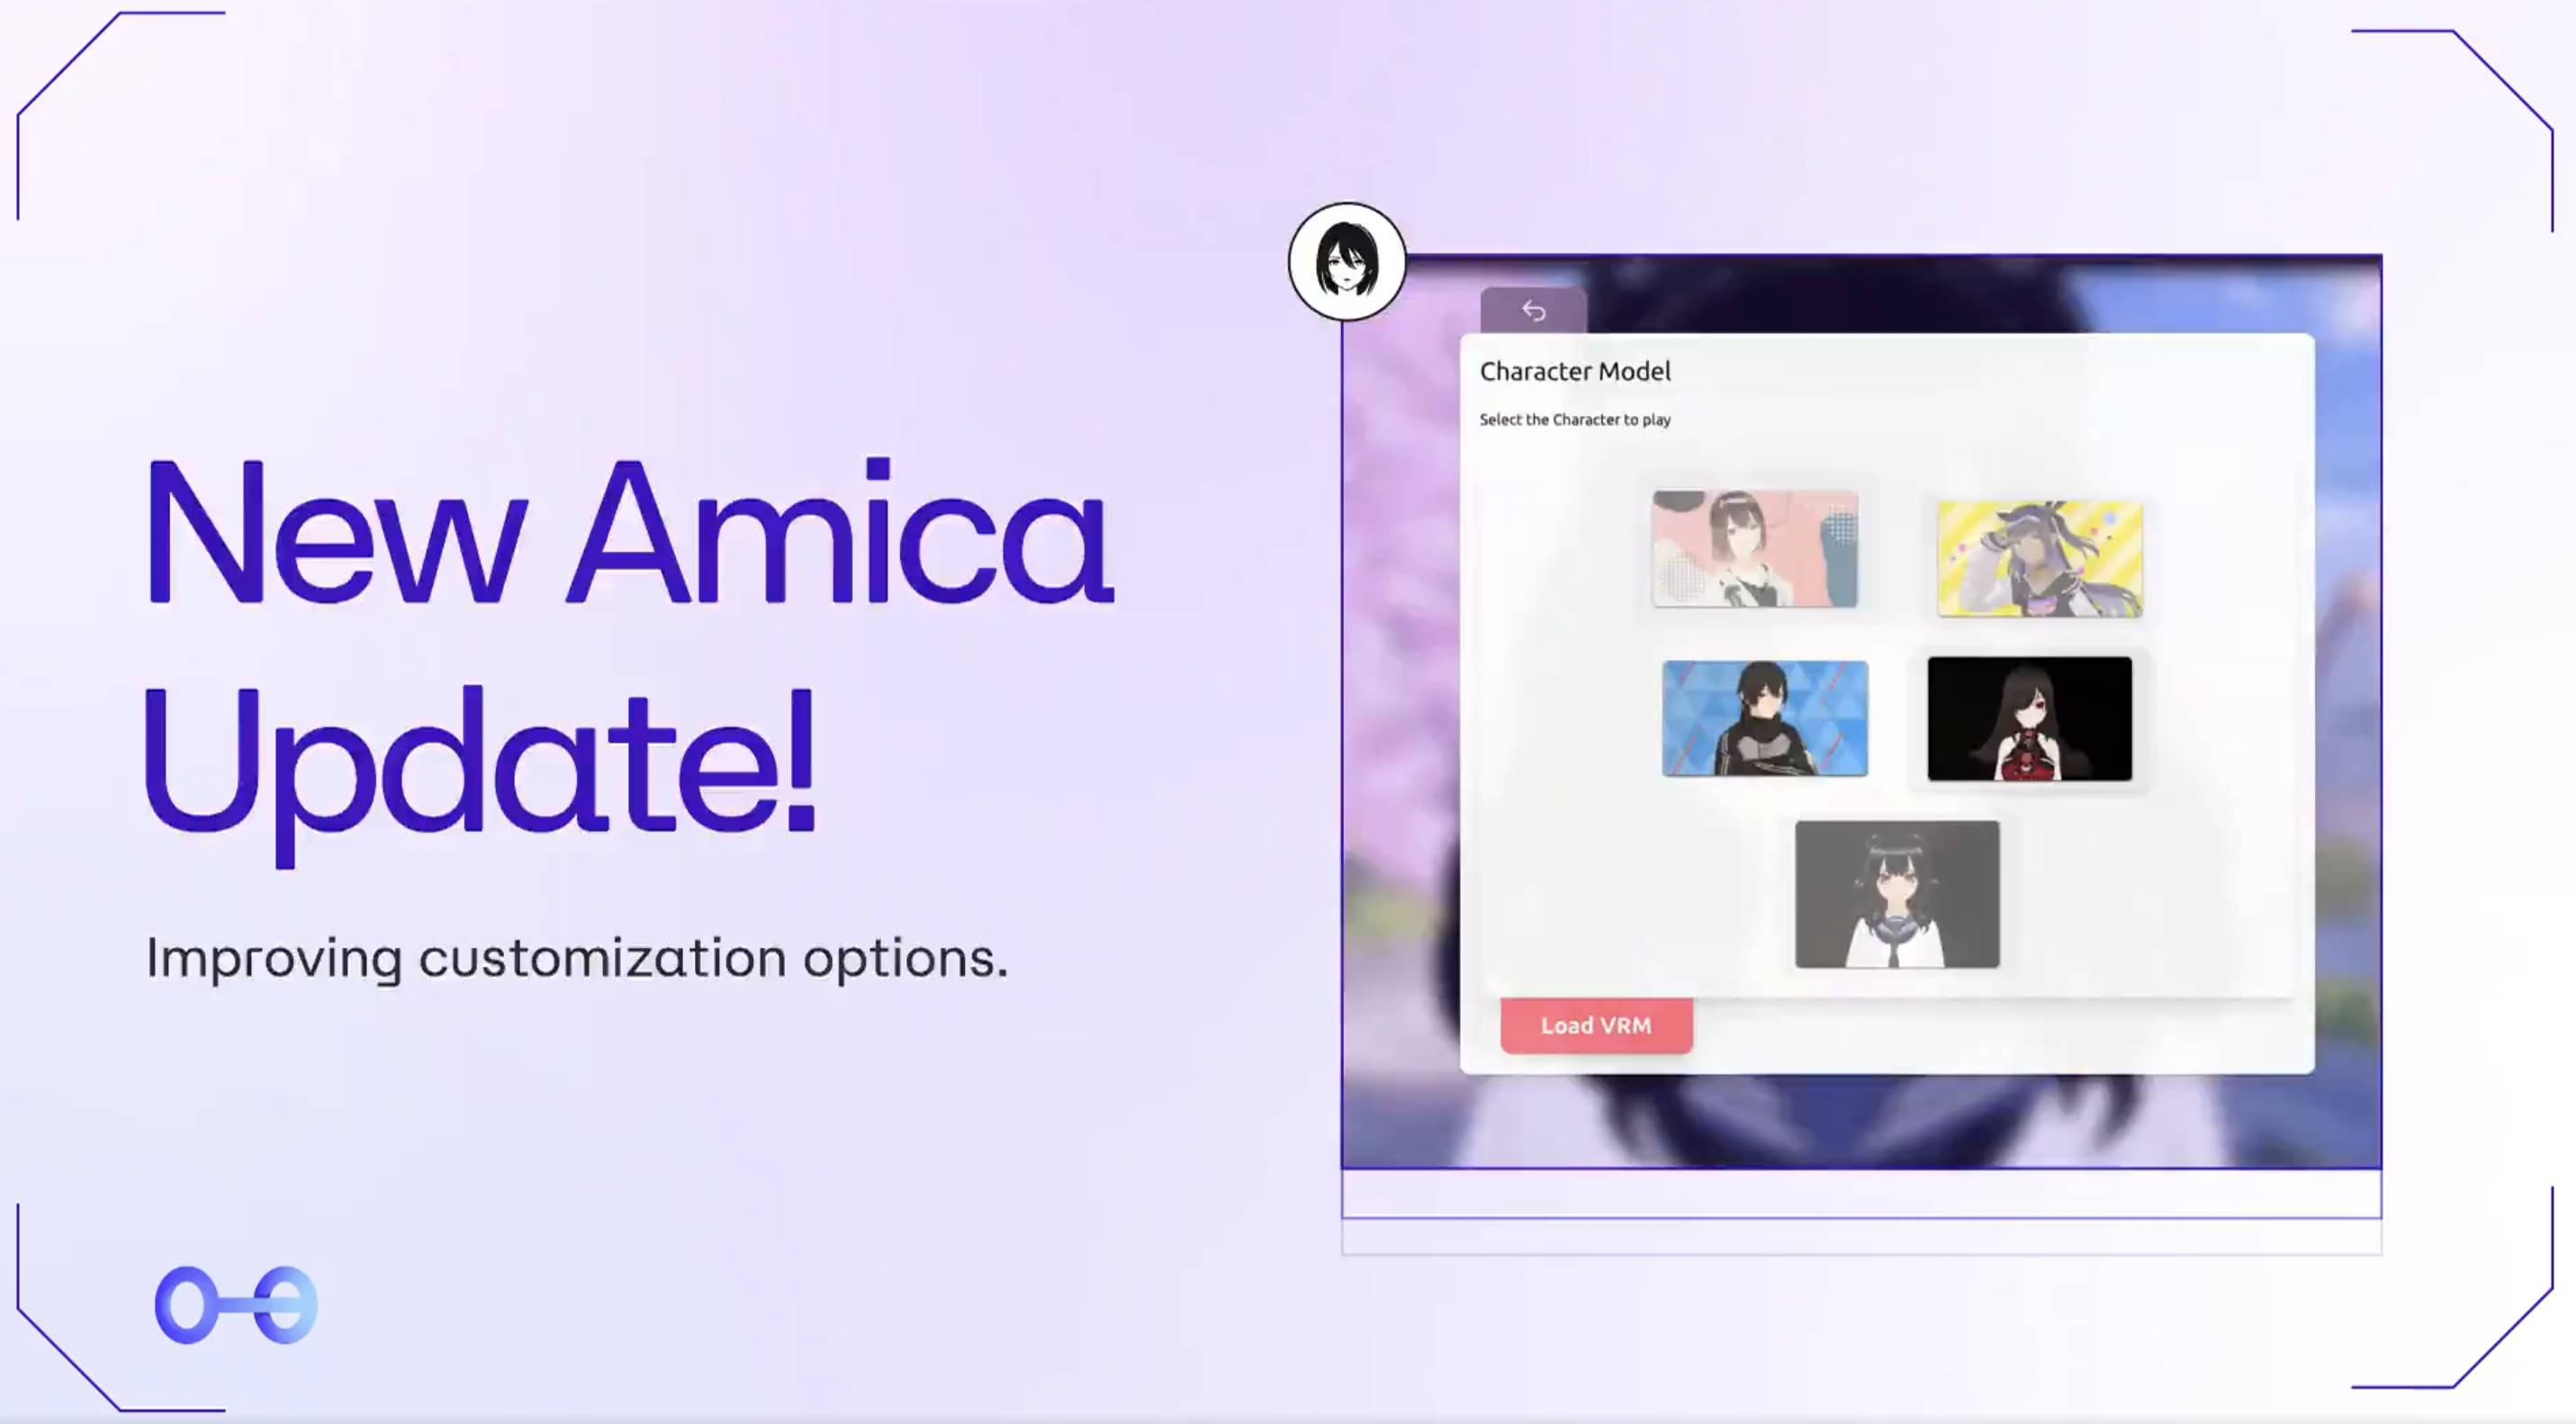 New Amica
Update!
Improving customization options.
Character Model
Select the Character to play
Load VRM